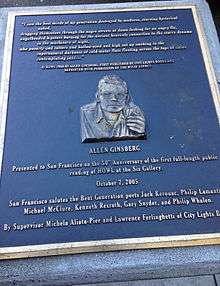 "I saw the best minds of my generation destroyed by madness, starving hysterical
naked,
dragging themselves through the negro streets at dawn looking for an angry fix,
angelheaded hipsters burning for the ancient heavenly connection to the starry dynamo
in the machinery of night,
who poverty and tatters and hollow-eyed and high sat up smoking in the
supernatural darkness of cold-water flats floating across the tops of cities
contemplating jazz..."
ALLEN GINSBERG
Presented to San Francisco on the 50th Anniversary of the first full-length public
reading of HOWL at the Six Gallery
October 7, 2005
San Francisco salutes the Beat Generation poets Jack Kerouac, Philip Lamantia,
Michael McClure, Kenneth Rexroth, Gary Snyder, and Philip Whalen.
By Supervisor Michela Alioto-Pier and Lawrence Ferlinghetti of City Lights